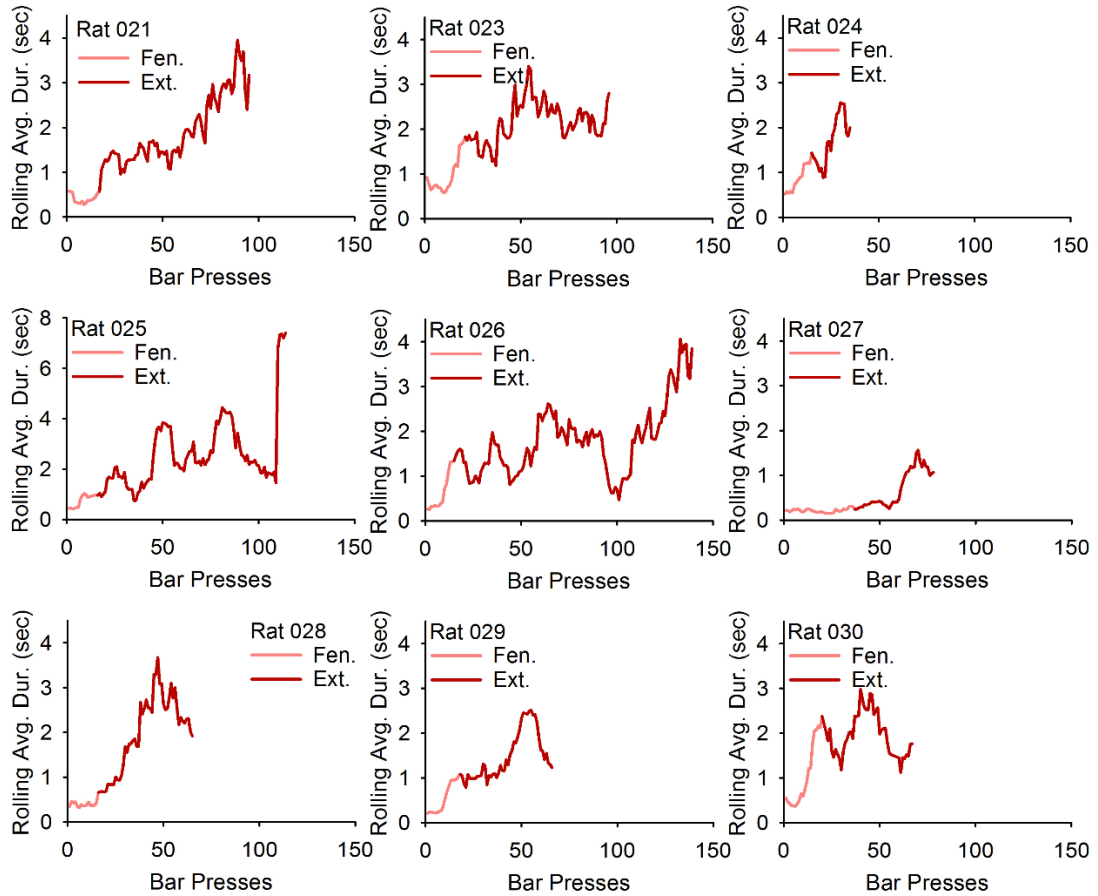 Rat 021
Fen.
Ext.
Rolling Avg. Dur. (sec)
4
3
2
1
0
0 50 100 150
Bar Presses
Rat 023
Fen.
Ext.
Rolling Avg. Dur. (sec)
4
3
2
1
0
0 50 100 150
Bar Presses
Rat 024
Fen.
Ext.
Rolling Avg. Dur. (sec)
4
3
2
1
0
0 50 100 150
Bar Presses
Rat 025
Fen.
Ext.
Rolling Avg. Dur. (sec)
8
6
4
2
0
0 50 100 150
Bar Presses
Rat 026
Fen.
Ext.
Rolling Avg. Dur. (sec)
4
3
2
1
0
0 50 100 150
Bar Presses
Rat 027
Fen.
Ext.
Rolling Avg. Dur. (sec)
4
3
2
1
0
0 50 100 150
Bar Presses
Rat 028
Fen.
Ext.
Rolling Avg. Dur. (sec)
4
3
2
1
0
0 50 100 150
Bar Presses
Rat 029
Fen.
Ext.
Rolling Avg. Dur. (sec)
4
3
2
1
0
0 50 100 150
Bar Presses
Rat 030
Fen.
Ext.
Rolling Avg. Dur. (sec)
4
3
2
1
0
0 50 100 150
Bar Presses